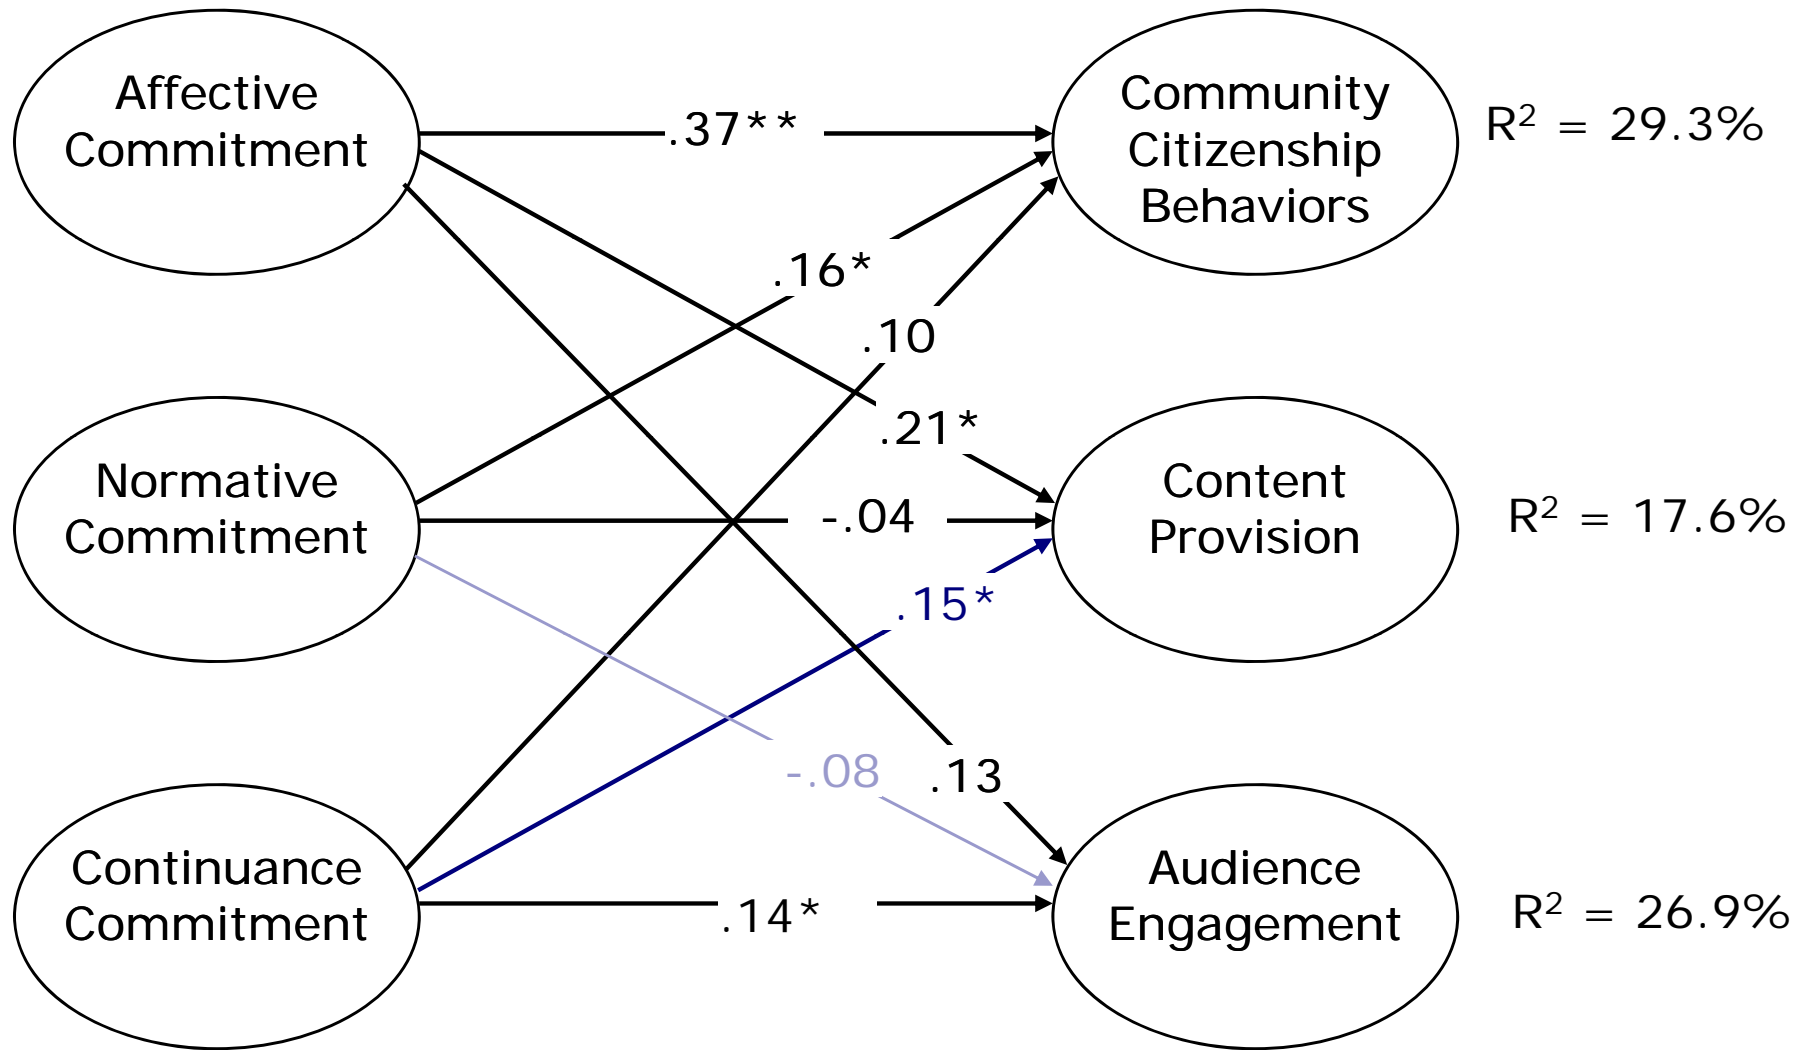 Affective
Commitment
.37**
Community
Citizenship
Behaviors
R² = 29.3%
.16*
.10
.21*
Normative
Commitment
-.04
Content
Provision
R² = 17.6%
.15*
-.08
.13
Continuance
Commitment
.14*
Audience
Engagement
R² = 26.9%